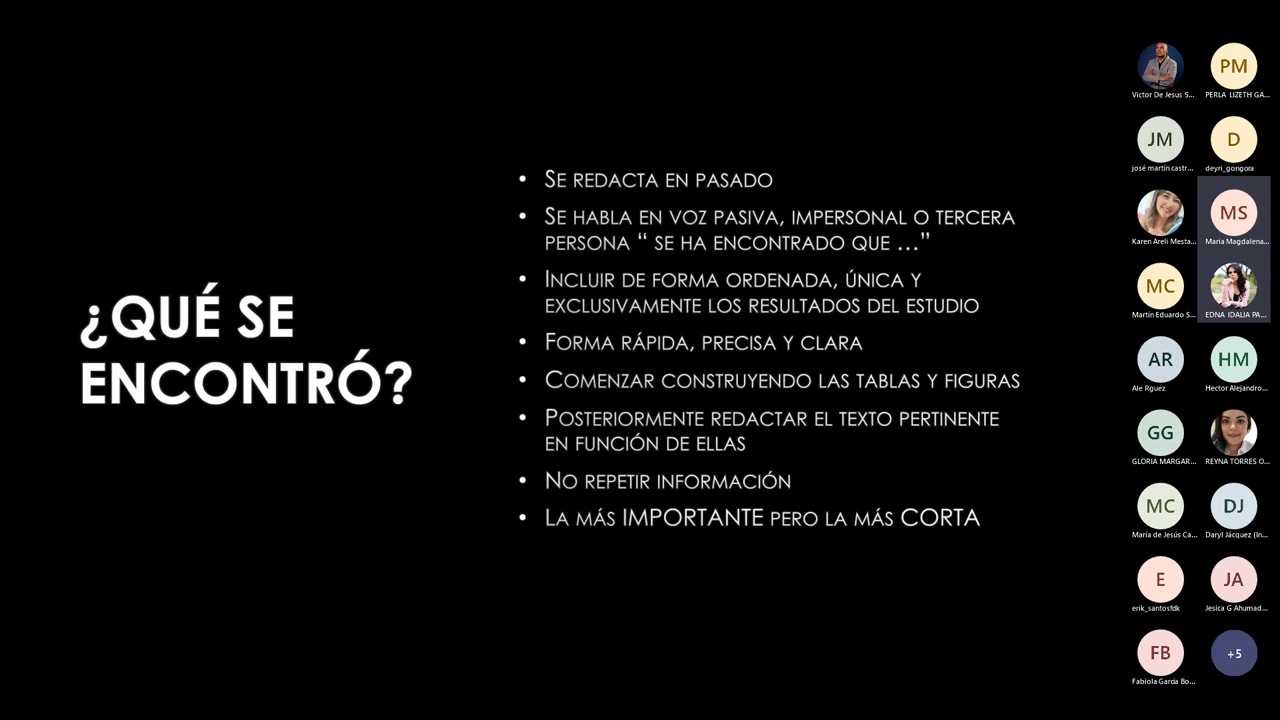 ¿QUÉ SE
ENCONTRÓ?
• SE REDACTA EN PASADO
• SE HABLA EN VOZ PASIVA, IMPERSONAL O TERCERA
PERSONA “ SE HA ENCONTRADO QUE …”
• INCLUIR DE FORMA ORDENADA, ÚNICA Y
EXCLUSIVAMENTE LOS RESULTADOS DEL ESTUDIO
• FORMA RÁPIDA, PRECISA Y CLARA
• COMENZAR CONSTRUYENDO LAS TABLAS Y FIGURAS
• POSTERIORMENTE REDACTAR EL TEXTO PERTINENTE
EN FUNCIÓN DE ELLAS
• NO REPETIR INFORMACIÓN
• LA MÁS IMPORTANTE PERO LA MÁS CORTA
PM
Victor De Jesus S...
PERLA LIZETH GA...
JM
D
josé martin castr...
deyri_gongora
MS
Karen Areli Mesta...
Maria Magdalena...
MC
Martín Eduardo S...
EDNA IDALIA PA...
AR
HM
Ale Rguez
Hector Alejandro...
GG
GLORIA MARGAR...
REYNA TORRES O...
MC
DJ
María de Jesús Ca...
Daryl Jácquez (In...
E
JA
erik_santosfdk
Jesica G Ahumad...
FB
+5
Fabiola García Bo...